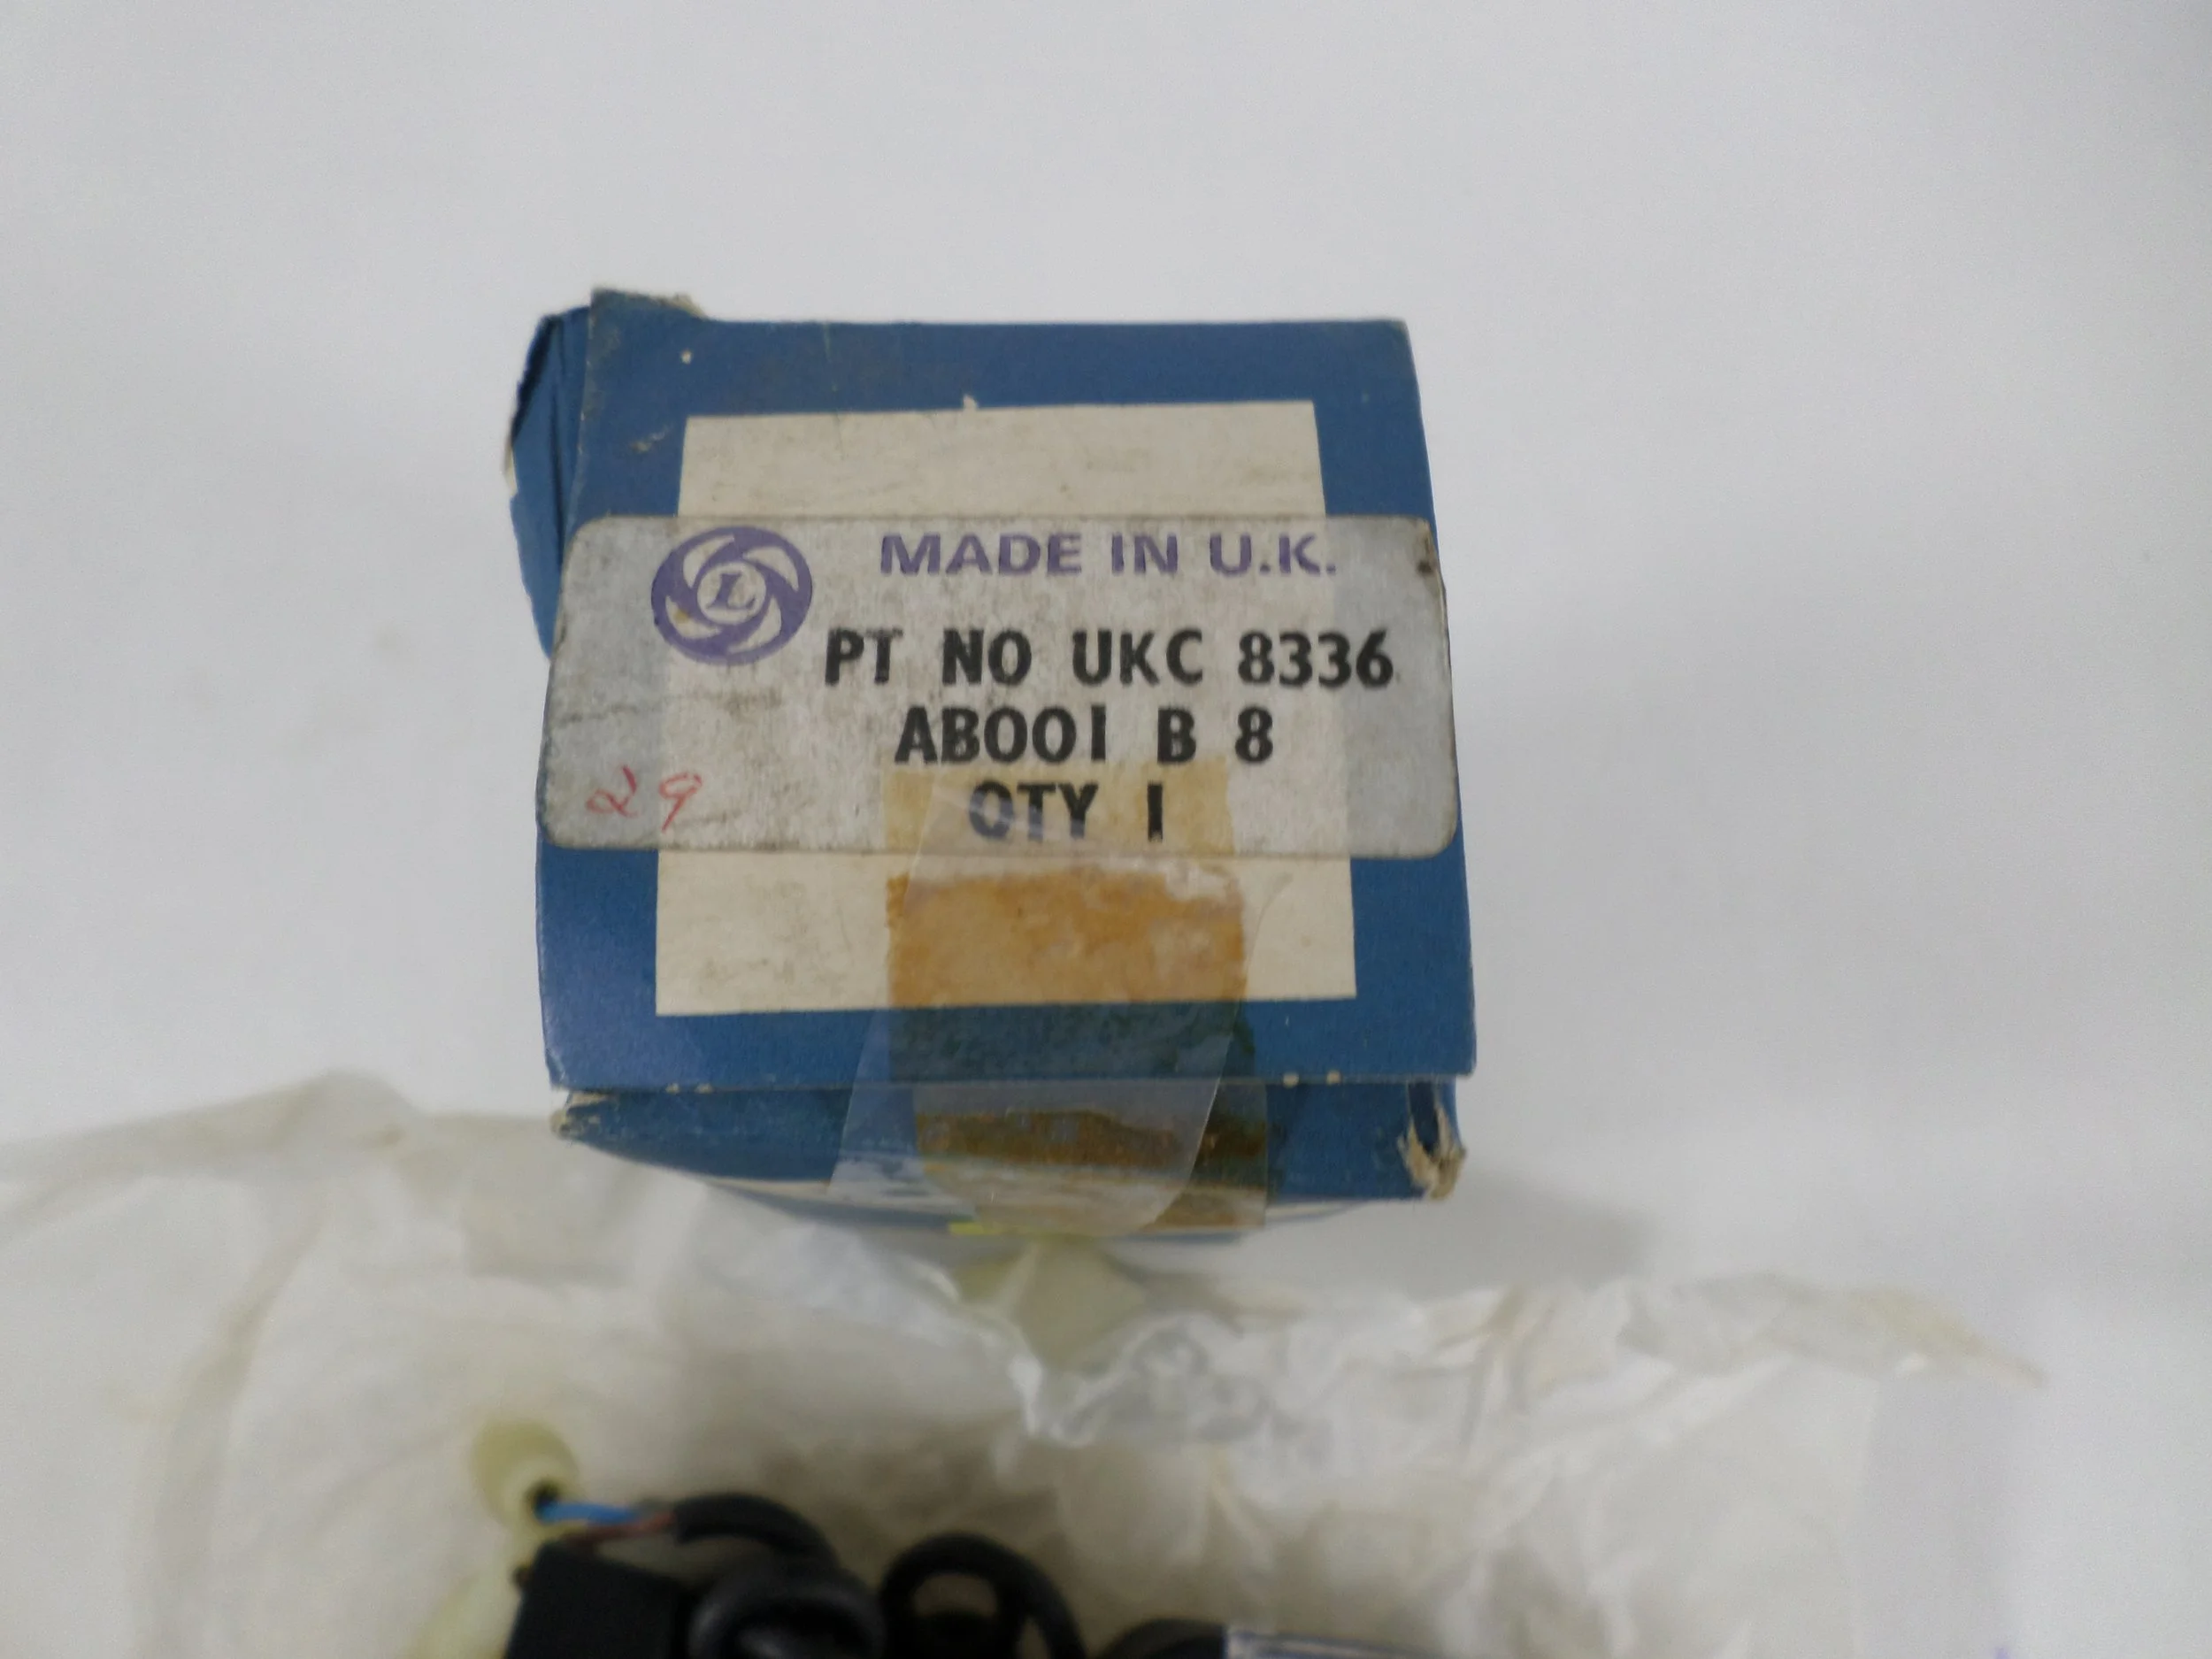 L
MADE IN U.K.
PT NO UKC 8336
AB001 B 8
QTY 1
29